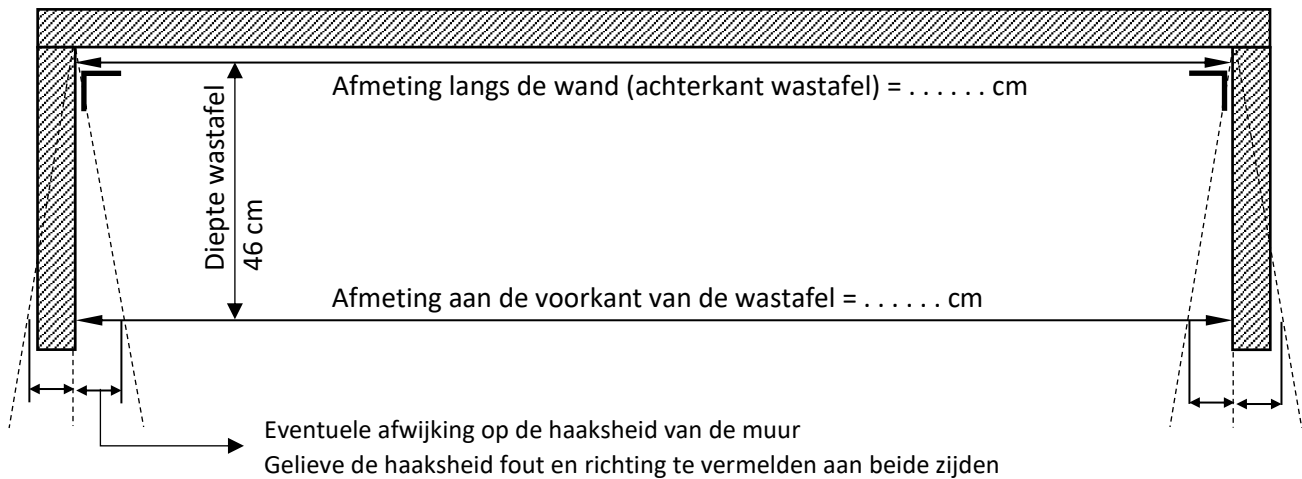 Afmeting langs de wand (achterkant wastafel) = . . . . . . cm
Diepte wastafel
46 cm
Afmeting aan de voorkant van de wastafel = . . . . . . cm
Eventuele afwijking op de haaksheid van de muur
Gelieve de haaksheid fout en richting te vermelden aan beide zijden